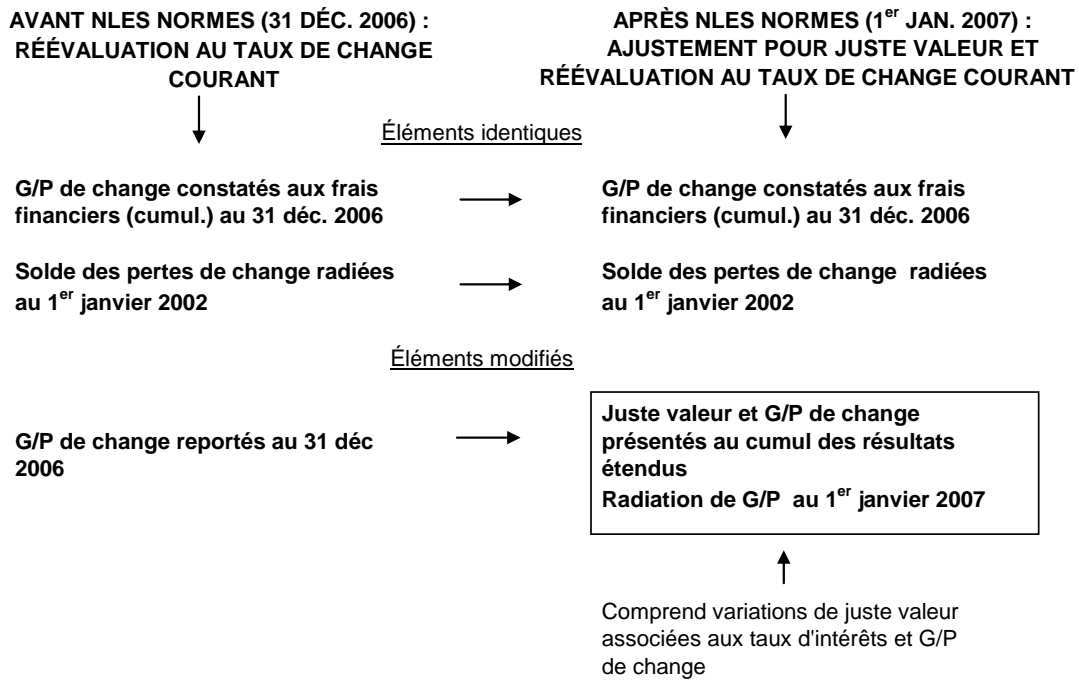 AVANT NLES NORMES (31 DÉC. 2006) :
RÉÉVALUATION AU TAUX DE CHANGE
COURANT
APRÈS NLES NORMES (1er JAN. 2007) :
AJUSTEMENT POUR JUSTE VALEUR ET
RÉÉVALUATION AU TAUX DE CHANGE COURANT
Éléments identiques
G/P de change constatés aux frais
financiers (cumul.) au 31 déc. 2006
G/P de change constatés aux frais
financiers (cumul.) au 31 déc. 2006
Solde des pertes de change radiées
au 1er janvier 2002
Solde des pertes de change radiées
au 1er janvier 2002
Éléments modifiés
G/P de change reportés au 31 déc
2006
Juste valeur et G/P de change
présentés au cumul des résultats
étendus
Radiation de G/P au 1er janvier 2007
Comprend variations de juste valeur
associées aux taux d'intérêts et G/P
de change